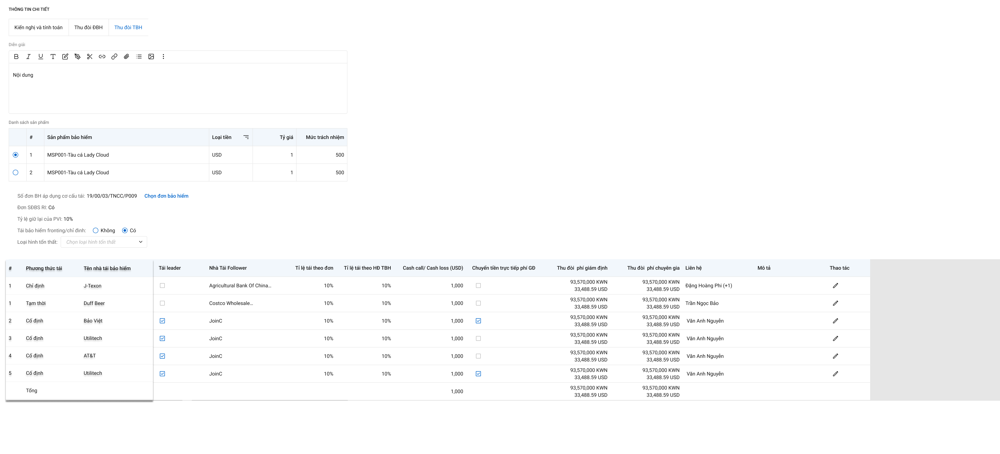 THÔNG TIN CHI TIẾT
Kiến nghị và tính toán Thu đòi ĐBH Thu đòi TBH
Diễn giải
Nội dung
Danh sách sản phẩm
# Sản phẩm bảo hiểm Loại tiền Tỷ giá Mức trách nhiệm
1 MSP001-Tàu cá Lady Cloud USD 1 500
2 MSP001-Tàu cá Lady Cloud USD 1 500
Số đơn BH áp dụng cơ cấu tái: 19/00/03/TNCC/P009 Chọn đơn bảo hiểm
Đơn SĐBS RI: Có
Tỷ lệ giữ lại của PVI: 10%
Tái bảo hiểm fronting/chỉ đinh: Không Có
Loại hình tổn thất: Chọn loại hình tổn thất
# Phương thức tái Tên nhà tái bảo hiểm Tái leader Nhà Tái Follower Tỉ lệ tái theo đơn Tỉ lệ tái theo HĐ TBH Cash call/ Cash loss (USD) Chuyển tiền trực tiếp phí GĐ Thu đòi phí giám định Thu đòi phí chuyên gia Liên hệ Mô tả Thao tác
1 Chỉ định J-Texon Agricultural Bank Of China... 10% 10% 1,000 93,570,000 KWN 93,570,000 KWN Đặng Hoàng Phi (+1)
33,488.59 USD 33,488.59 USD
1 Tạm thời Duff Beer Costco Wholesale... 10% 10% 1,000 93,570,000 KWN 93,570,000 KWN Trần Ngọc Bảo
33,488.59 USD 33,488.59 USD
2 Cố định Bảo Việt JoinC 10% 10% 1,000 93,570,000 KWN 93,570,000 KWN Văn Anh Nguyễn
33,488.59 USD 33,488.59 USD
3 Cố định Utilitech JoinC 10% 10% 1,000 93,570,000 KWN 93,570,000 KWN Văn Anh Nguyễn
33,488.59 USD 33,488.59 USD
4 Cố định AT&T JoinC 10% 10% 1,000 93,570,000 KWN 93,570,000 KWN Văn Anh Nguyễn
33,488.59 USD 33,488.59 USD
5 Cố định Utilitech JoinC 10% 10% 1,000 93,570,000 KWN 93,570,000 KWN Văn Anh Nguyễn
33,488.59 USD 33,488.59 USD
Tổng 1,000 93,570,000 KWN 93,570,000 KWN
33,488.59 USD 33,488.59 USD